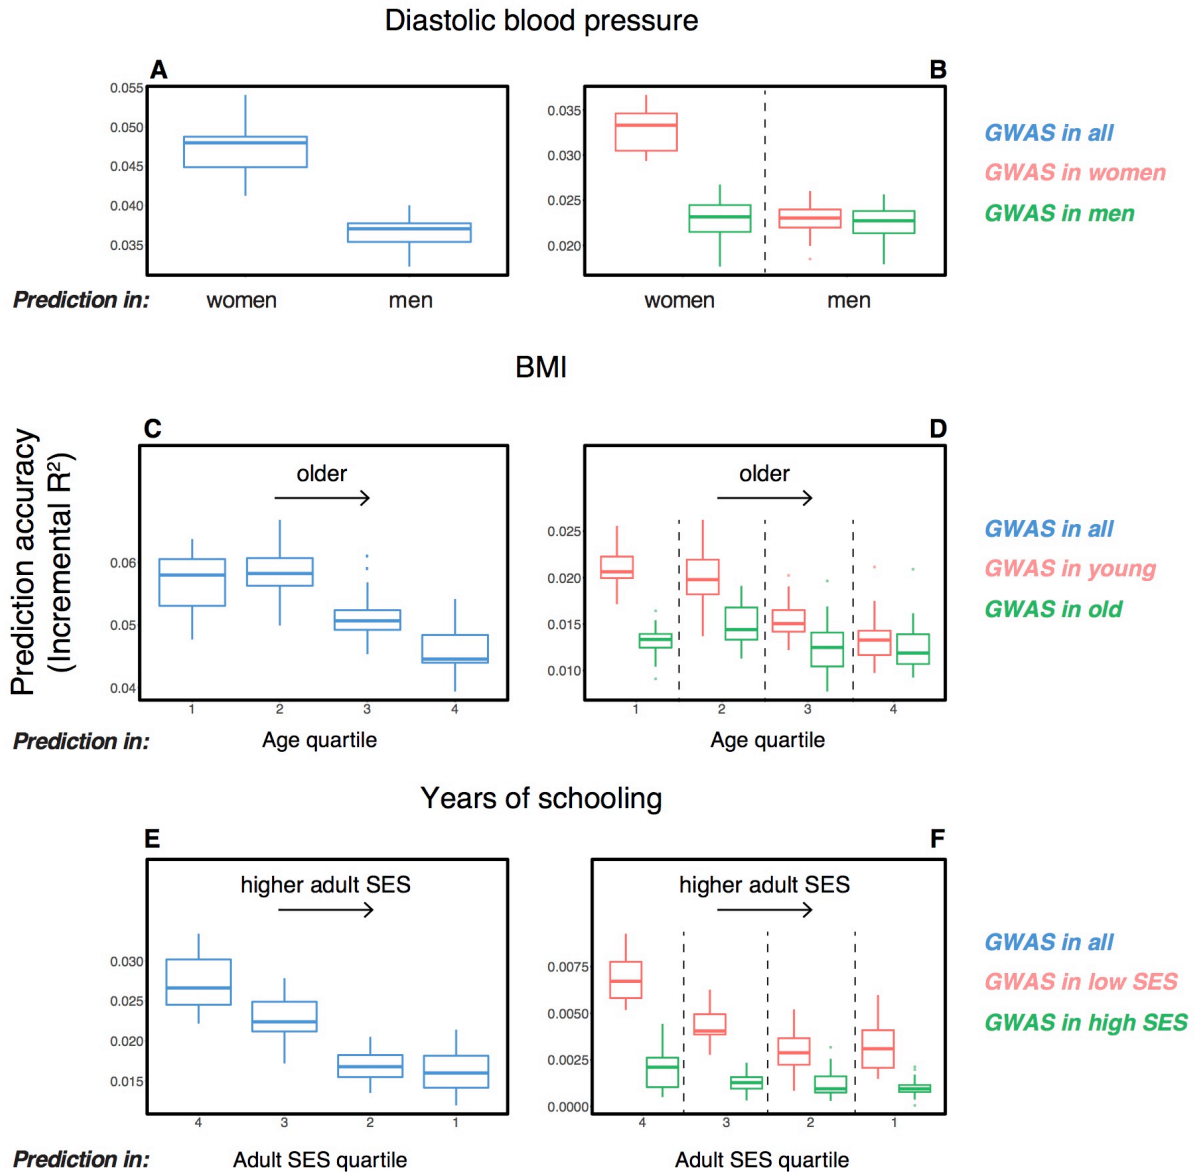 Diastolic blood pressure
A
B
0.055
0.050
0.045
0.040
0.035
0.035
0.030
0.025
0.020
GWAS in all
GWAS in women
GWAS in men
Prediction in:
women
men
women
men
BMI
Prediction accuracy
(Incremental R²)
C
D
older
older
0.06
0.05
0.04
0.025
0.020
0.015
0.010
GWAS in all
GWAS in young
GWAS in old
1 2 3 4
1 2 3 4
Prediction in:
Age quartile
Age quartile
Years of schooling
E
F
higher adult SES
higher adult SES
0.030
0.025
0.020
0.015
0.0075
0.0050
0.0025
0.0000
GWAS in all
GWAS in low SES
GWAS in high SES
4 3 2 1
4 3 2 1
Prediction in:
Adult SES quartile
Adult SES quartile